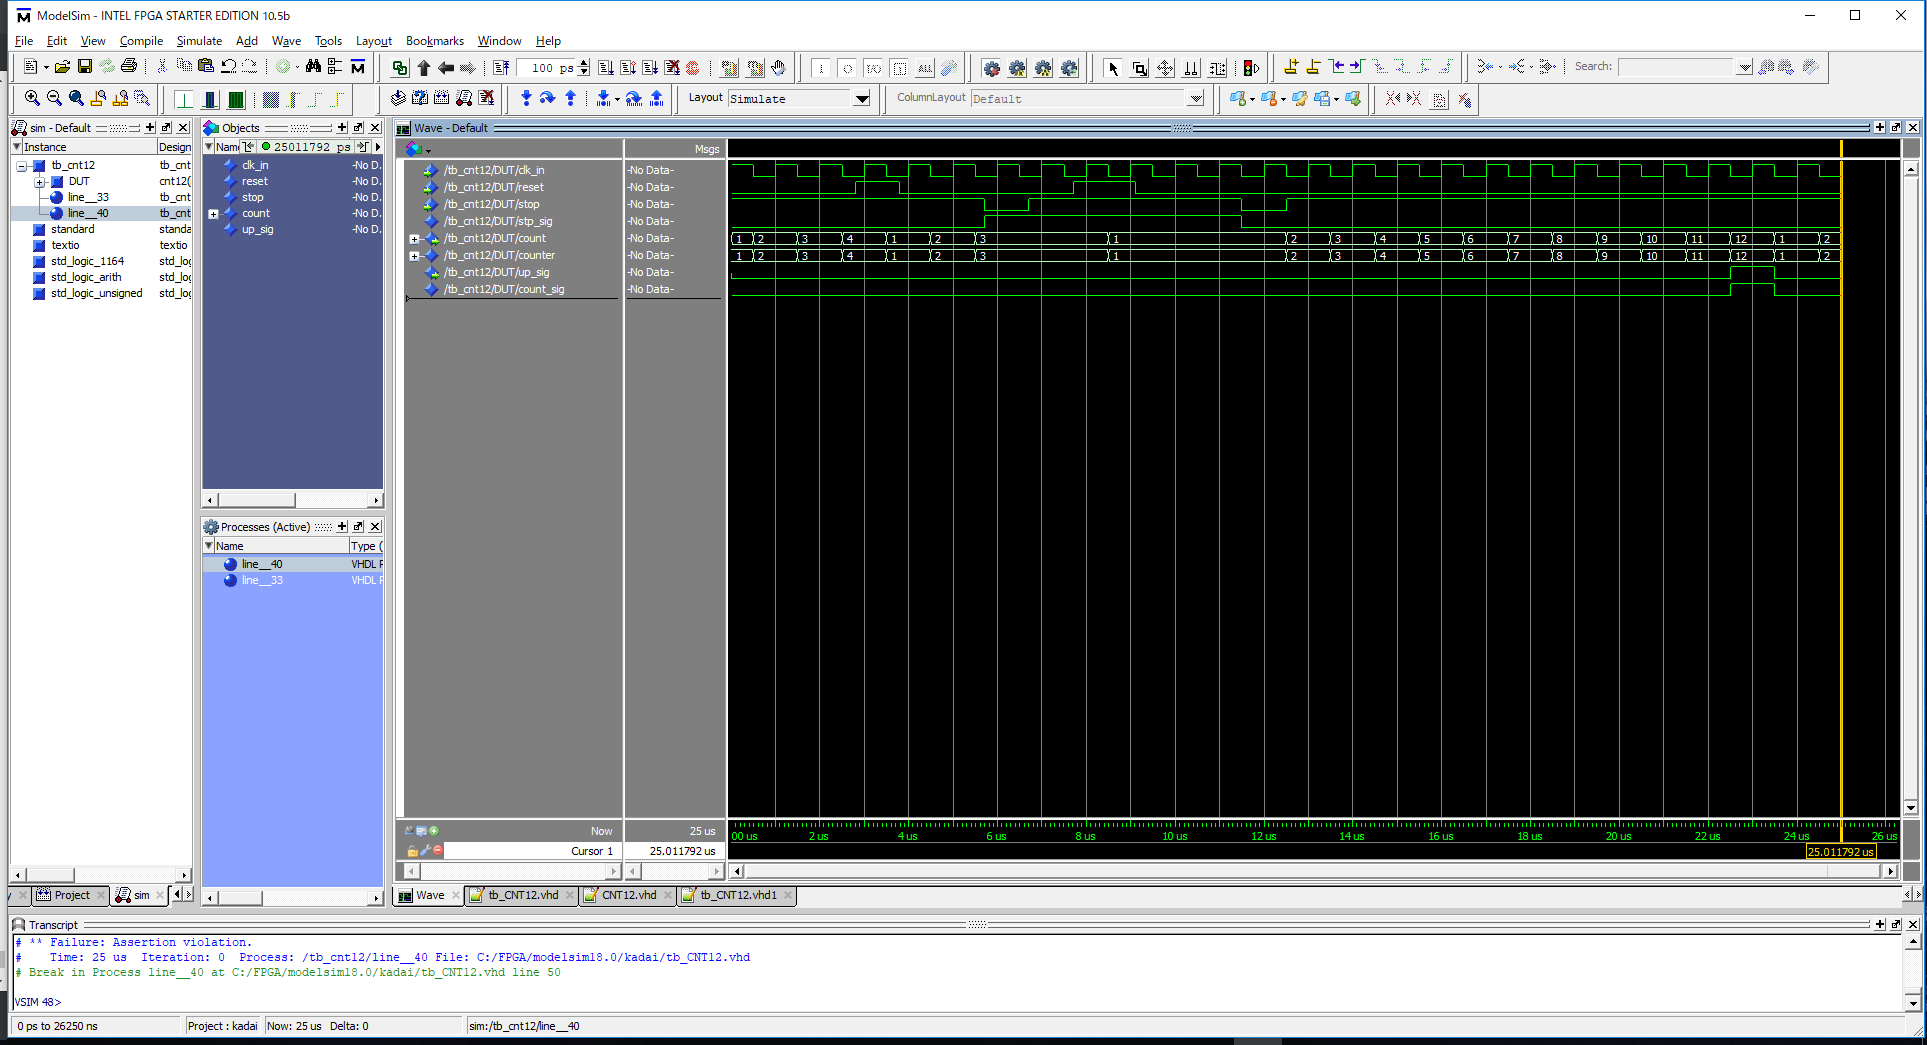 ModelSim - INTEL FPGA STARTER EDITION 10.5b
File Edit View Compile Simulate Add Wave Tools Layout Bookmarks Window Help
100 ps
Search:
Layout Simulate
ColumnLayout Default
sim - Default
Instance Design
tb_cnt12 tb_cnt
DUT cnt12(
line__33 tb_cnt
line__40 tb_cnt
standard standa
textio textio
std_logic_1164 std_log
std_logic_arith std_log
std_logic_unsigned std_log
Objects
Name 25011792 ps
clk_in -No D.
reset -No D.
stop -No D.
count -No D.
up_sig -No D.
Processes (Active)
Name Type (
line__40 VHDL P
line__33 VHDL P
Wave - Default
Msgs
/tb_cnt12/DUT/clk_in -No Data-
/tb_cnt12/DUT/reset -No Data-
/tb_cnt12/DUT/stop -No Data-
/tb_cnt12/DUT/stp_sig -No Data-
/tb_cnt12/DUT/count -No Data- 1 2 3 4 1 2 3 1 2 3 4 5 6 7 8 9 10 11 12 1 2
/tb_cnt12/DUT/counter -No Data- 1 2 3 4 1 2 3 1 2 3 4 5 6 7 8 9 10 11 12 1 2
/tb_cnt12/DUT/up_sig -No Data-
/tb_cnt12/DUT/count_sig -No Data-
Now 25 us 00 us 2 us 4 us 6 us 8 us 10 us 12 us 14 us 16 us 18 us 20 us 22 us 24 us 26 us
Cursor 1 25.011792 us 25.011792 us
Project sim
Wave tb_CNT12.vhd CNT12.vhd tb_CNT12.vhd1
Transcript
# ** Failure: Assertion violation.
# Time: 25 us Iteration: 0 Process: /tb_cnt12/line__40 File: C:/FPGA/modelsim18.0/kadai/tb_CNT12.vhd
# Break in Process line__40 at C:/FPGA/modelsim18.0/kadai/tb_CNT12.vhd line 50
VSIM 48>
0 ps to 26250 ns Project : kadai Now: 25 us Delta: 0 sim:/tb_cnt12/line__40